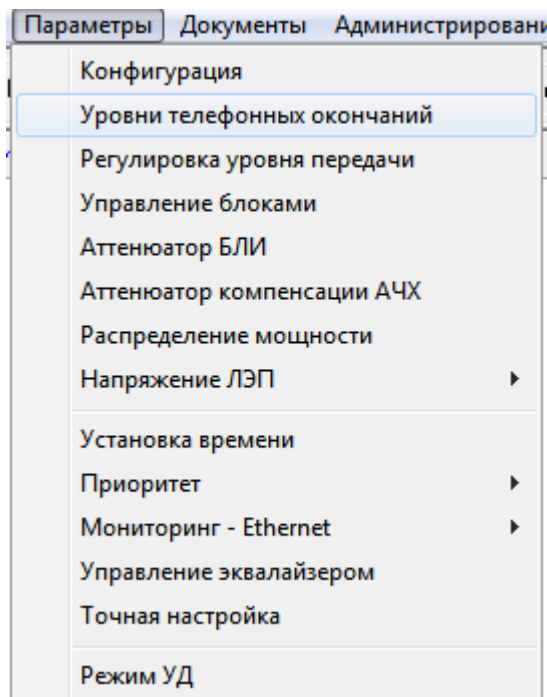 Параметры Документы Администрировани
Конфигурация
Уровни телефонных окончаний
Регулировка уровня передачи
Управление блоками
Аттенюатор БЛИ
Аттенюатор компенсации АЧХ
Распределение мощности
Напряжение ЛЭП
Установка времени
Приоритет
Мониторинг - Ethernet
Управление эквалайзером
Точная настройка
Режим УД